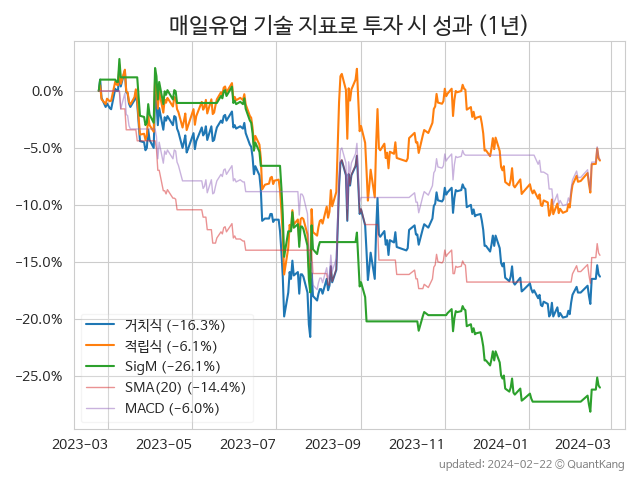 매일유업 기술 지표로 투자 시 성과 (1년)
0.0%
−5.0%
−10.0%
−15.0%
−20.0%
−25.0%
거치식 (−16.3%)
적립식 (−6.1%)
SigM (−26.1%)
SMA(20) (−14.4%)
MACD (−6.0%)
2023-03 2023-05 2023-07 2023-09 2023-11 2024-01 2024-03
updated: 2024-02-22 © QuantKang